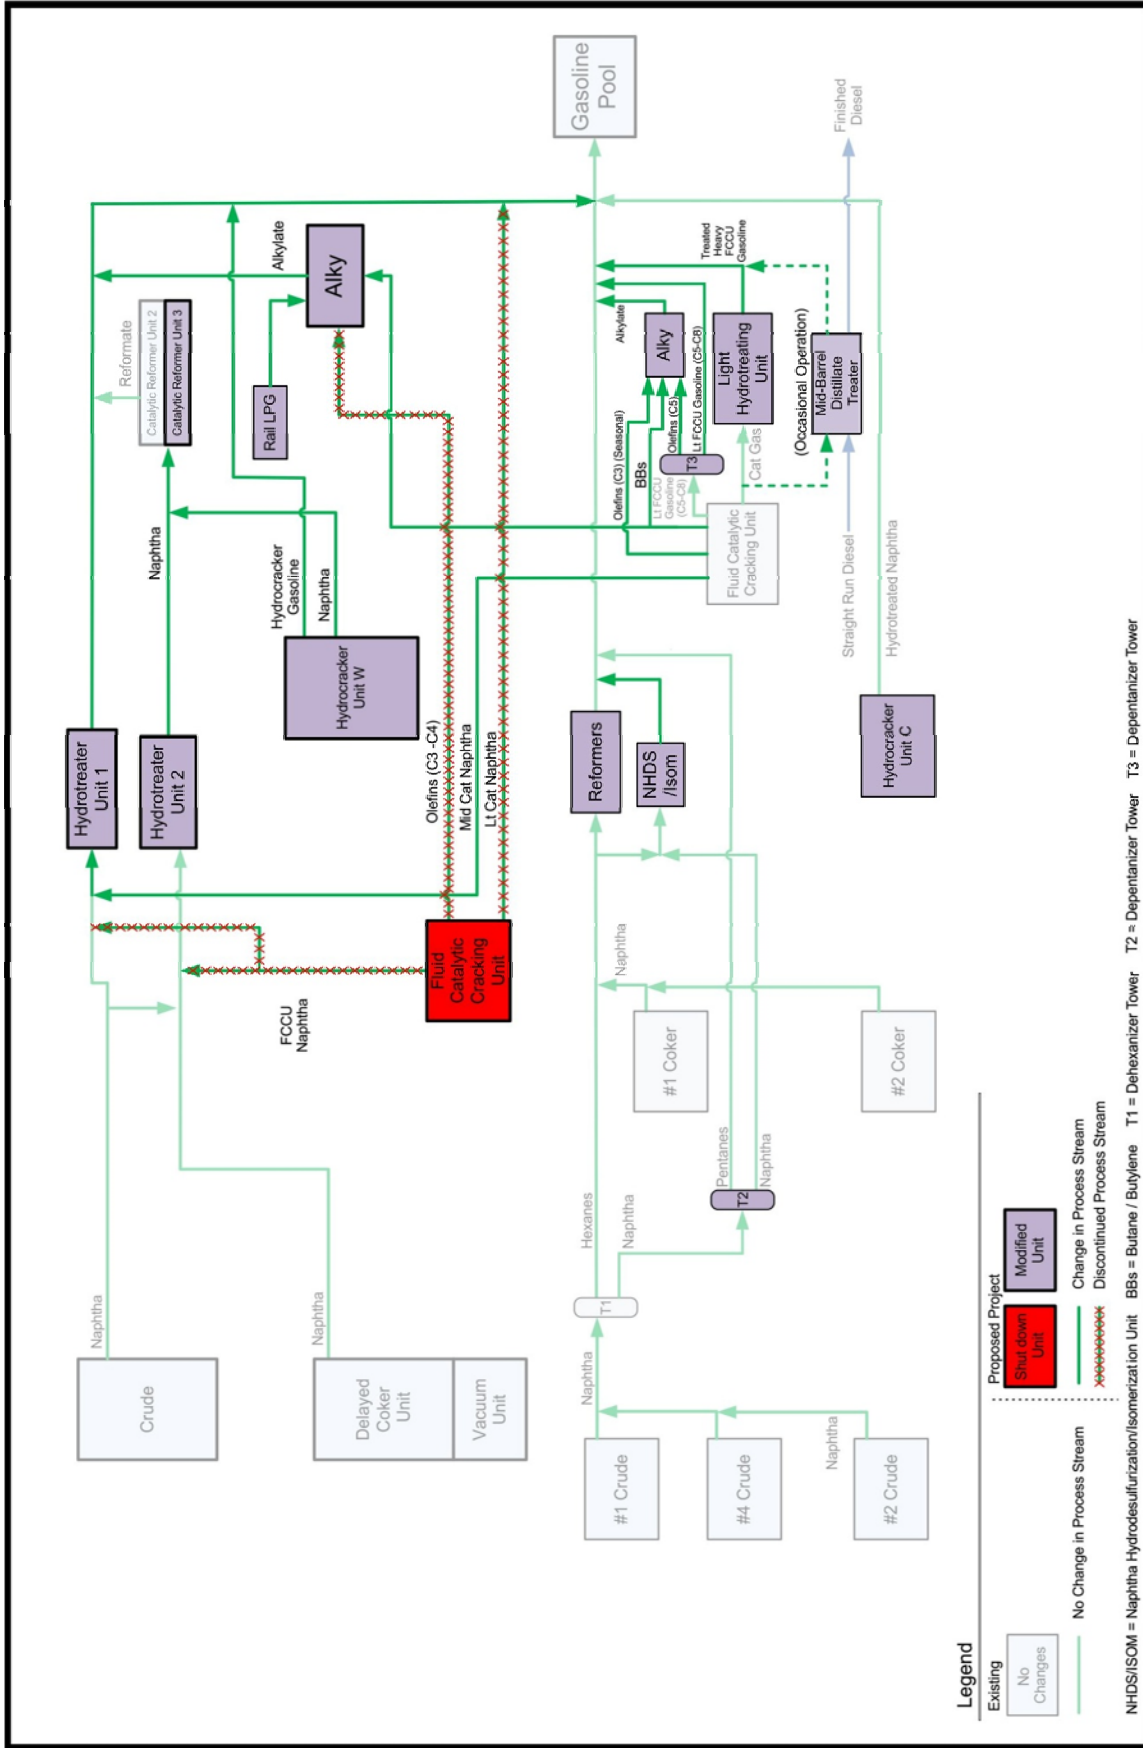 Crude
Naphtha
Delayed
Coker
Unit
Vacuum
Unit
Naphtha
FCCU
Naphtha
Fluid
Catalytic
Cracking
Unit
Hydrotreater
Unit 1
Hydrotreater
Unit 2
Olefins (C3 -C4)
Mid Cat Naphtha
Lt Cat Naphtha
Hydrocracker
Unit W
Hydrocracker
Gasoline
Naphtha
Naphtha
Reformate
Catalytic Reformer Unit 2
Catalytic Reformer Unit 3
Rail LPG
Alkylate
Alky
Gasoline
Pool
#1 Crude
#4 Crude
#2 Crude
Naphtha
Naphtha
T1
Hexanes
Naphtha
T2
Pentanes
Naphtha
#1 Coker
#2 Coker
Naphtha
Reformers
NHDS
/Isom
Hydrocracker
Unit C
Fluid Catalytic
Cracking Unit
Olefins (C3) (Seasonal)
BBs
Lt FCCU
Gasoline
(C5-C8)
T3
Olefins (C5)
Lt FCCU Gasoline (C5-C8)
Cat Gas
Alky
Alkylate
Light
Hydrotreating
Unit
Treated
Heavy
FCCU
Gasoline
(Occasional Operation)
Mid-Barrel
Distillate
Treater
Straight Run Diesel
Finished
Diesel
Hydrotreated Naphtha
Legend
Existing
No
Changes
No Change in Process Stream
Proposed Project
Shut down
Unit
Modified
Unit
Change in Process Stream
Discontinued Process Stream
NHDS/ISOM = Naphtha Hydrodesulfurization/Isomerization Unit BBs = Butane / Butylene T1 = Dehexanizer Tower T2 = Depentanizer Tower T3 = Depentanizer Tower